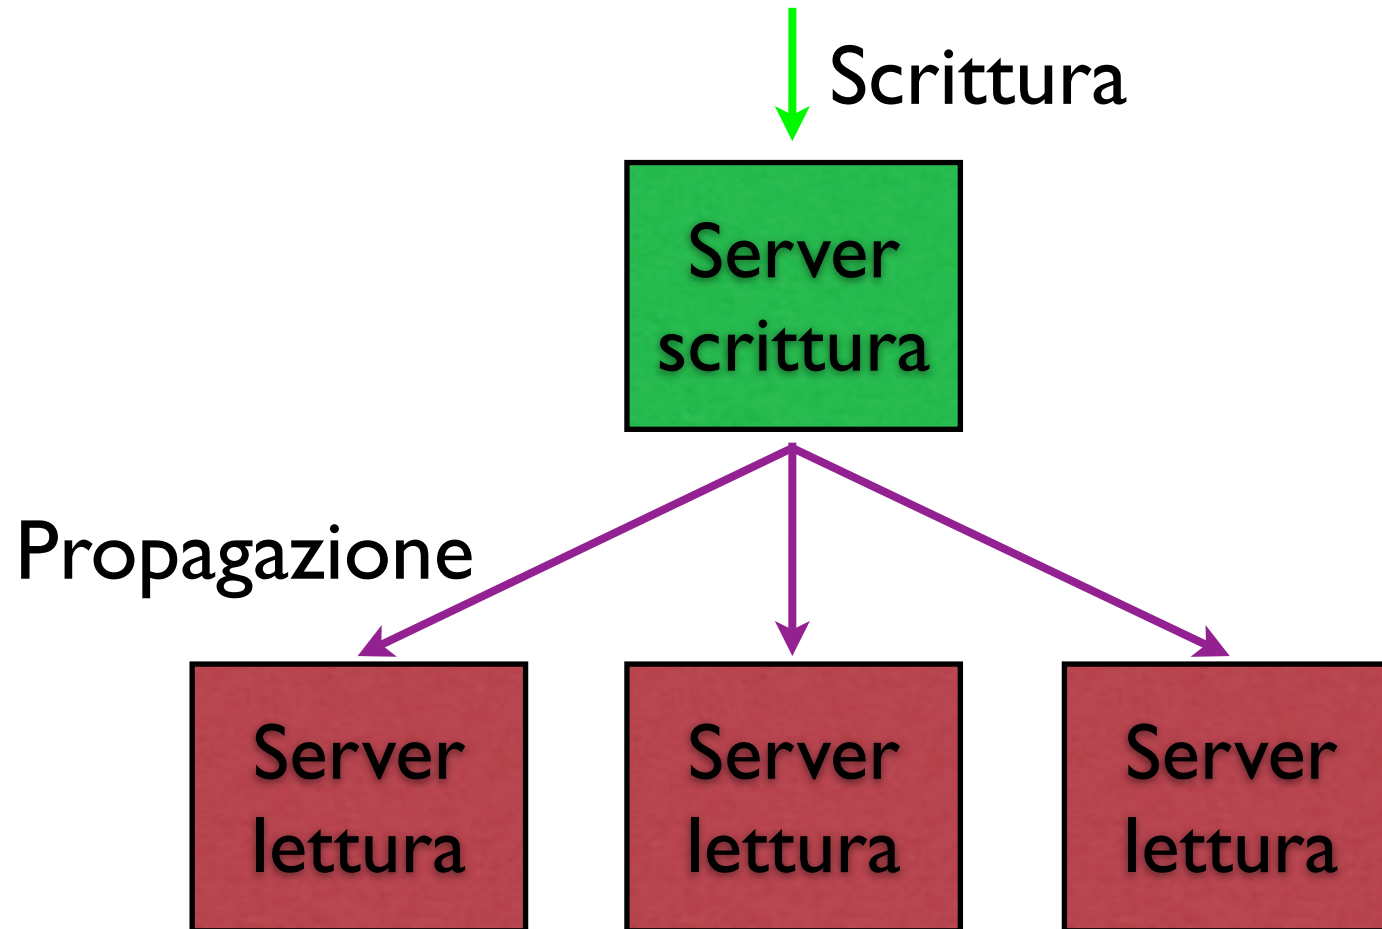 Scrittura
Server
scrittura
Propagazione
Server
lettura
Server
lettura
Server
lettura